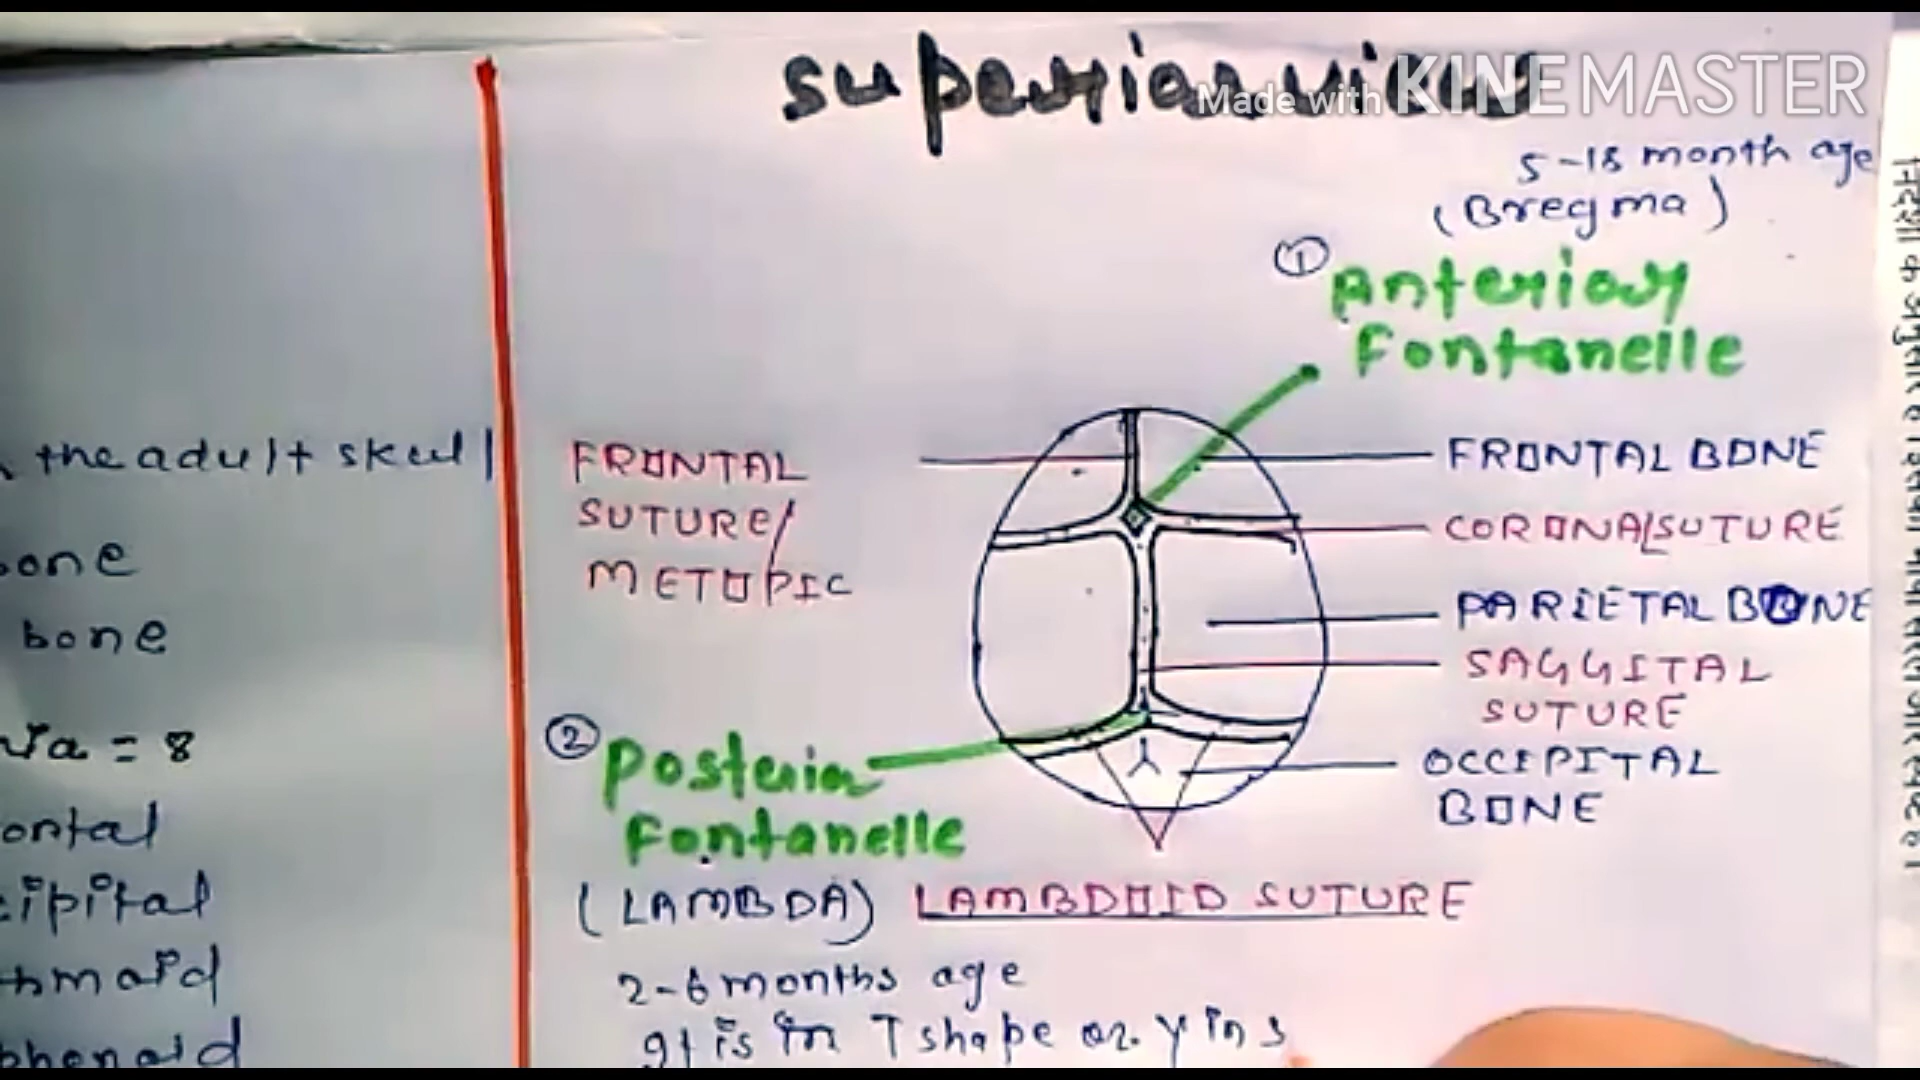 superior view
Made with KINEMASTER
5-18 month age
(Bregma)
① Anterior
Fontanelle
the adult skull
bone
bone
= 8
FRONTAL
SUTURE/
METOPIC
FRONTAL BONE
CORONAL SUTURE
PARIETAL BONE
SAGGITAL
SUTURE
OCCIPITAL
BONE
② Posterior
Fontanelle
(LAMBDA) LAMBDOID SUTURE
2-6 months age
It is in T shape or Y in s